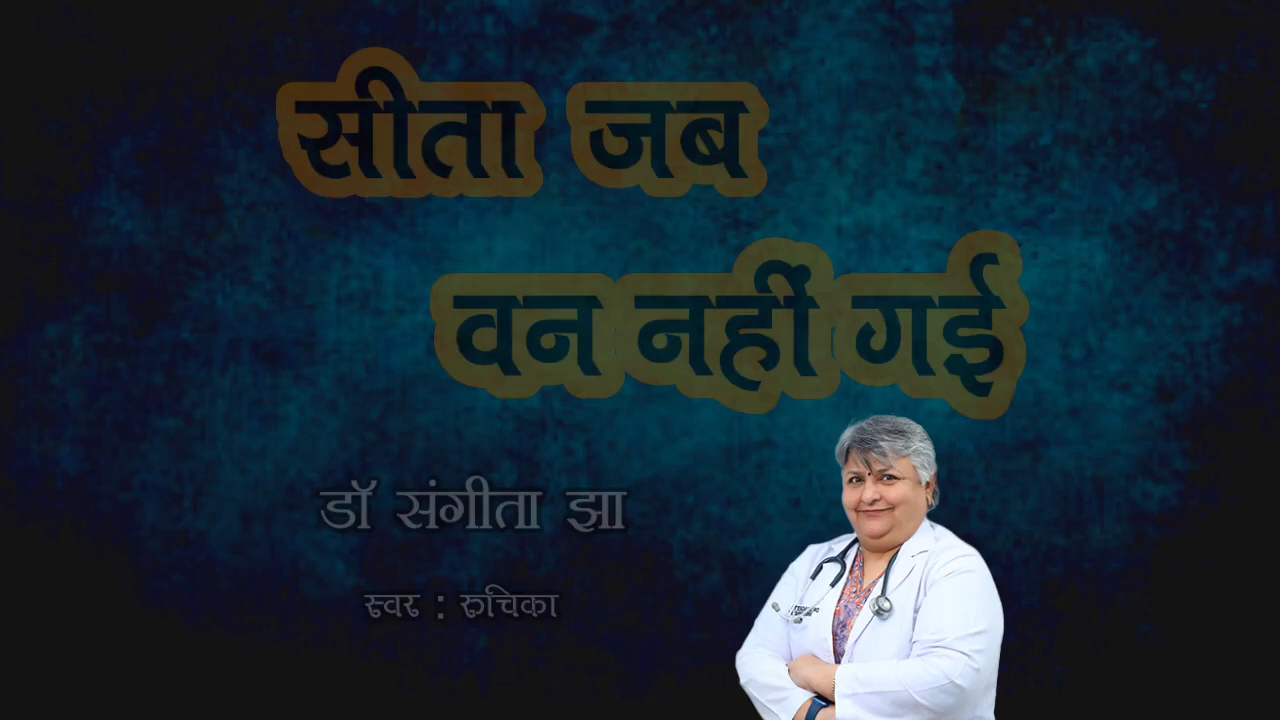 सीता जब
वन नहीं गई
डॉ संगीता झा
स्वर : रुचिका